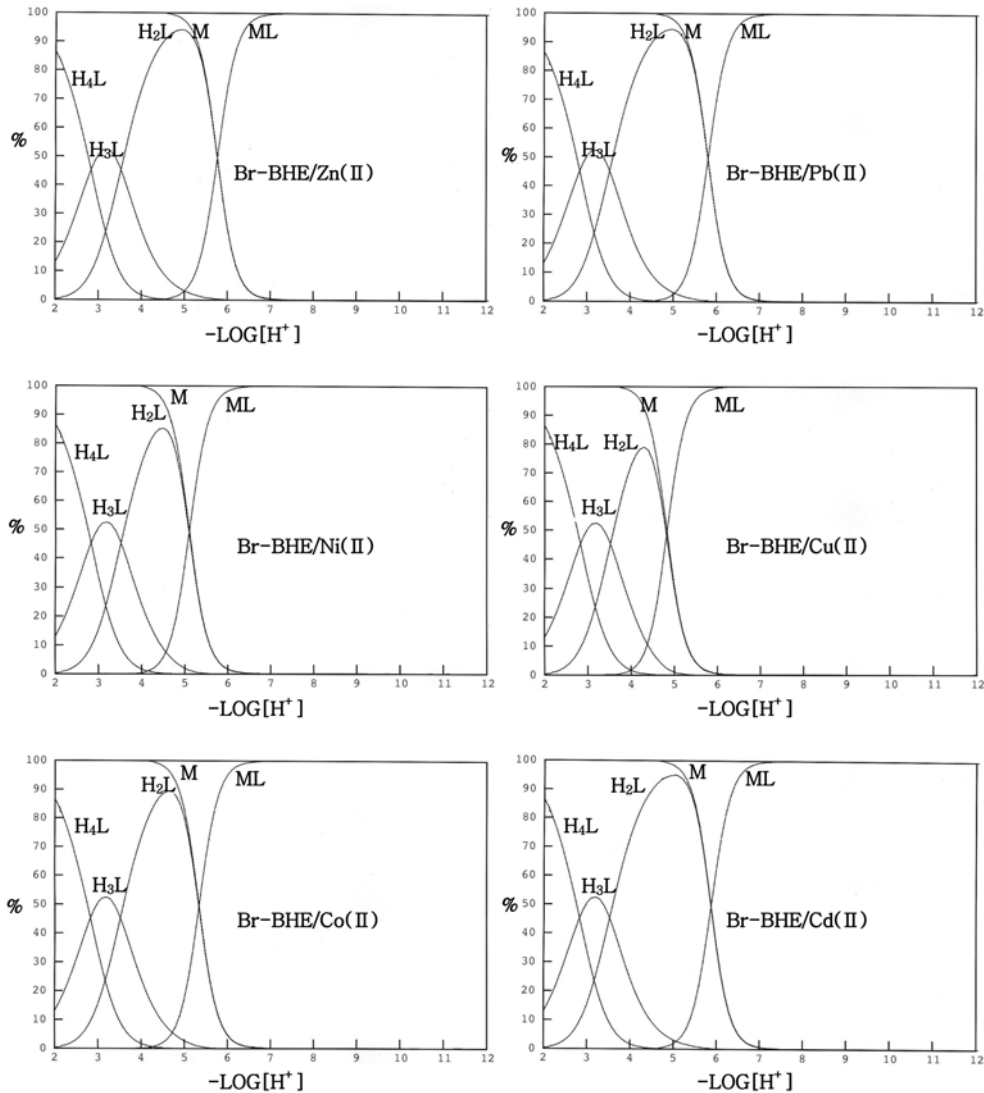 100
H₂L M ML
90
80
H₄L
70
60
%
50
H₃L
Br-BHE/Zn(Ⅱ)
40
30
20
10
0
2 3 4 5 6 7 8 9 10 11 12
-LOG[H⁺]
100
H₂L M ML
90
80
H₄L
70
60
%
50
H₃L
Br-BHE/Pb(Ⅱ)
40
30
20
10
0
2 3 4 5 6 7 8 9 10 11 12
-LOG[H⁺]
100
M
H₂L ML
90
80
H₄L
70
60
H₃L
%
50
Br-BHE/Ni(Ⅱ)
40
30
20
10
0
2 3 4 5 6 7 8 9 10 11 12
-LOG[H⁺]
100
M ML
90
80
H₄L H₂L
70
60
H₃L
%
50
Br-BHE/Cu(Ⅱ)
40
30
20
10
0
2 3 4 5 6 7 8 9 10 11 12
-LOG[H⁺]
100
M
H₂L ML
90
80
H₄L
70
60
H₃L
%
50
Br-BHE/Co(Ⅱ)
40
30
20
10
0
2 3 4 5 6 7 8 9 10 11 12
-LOG[H⁺]
100
M
H₂L ML
90
80
H₄L
70
60
H₃L
%
50
Br-BHE/Cd(Ⅱ)
40
30
20
10
0
2 3 4 5 6 7 8 9 10 11 12
-LOG[H⁺]